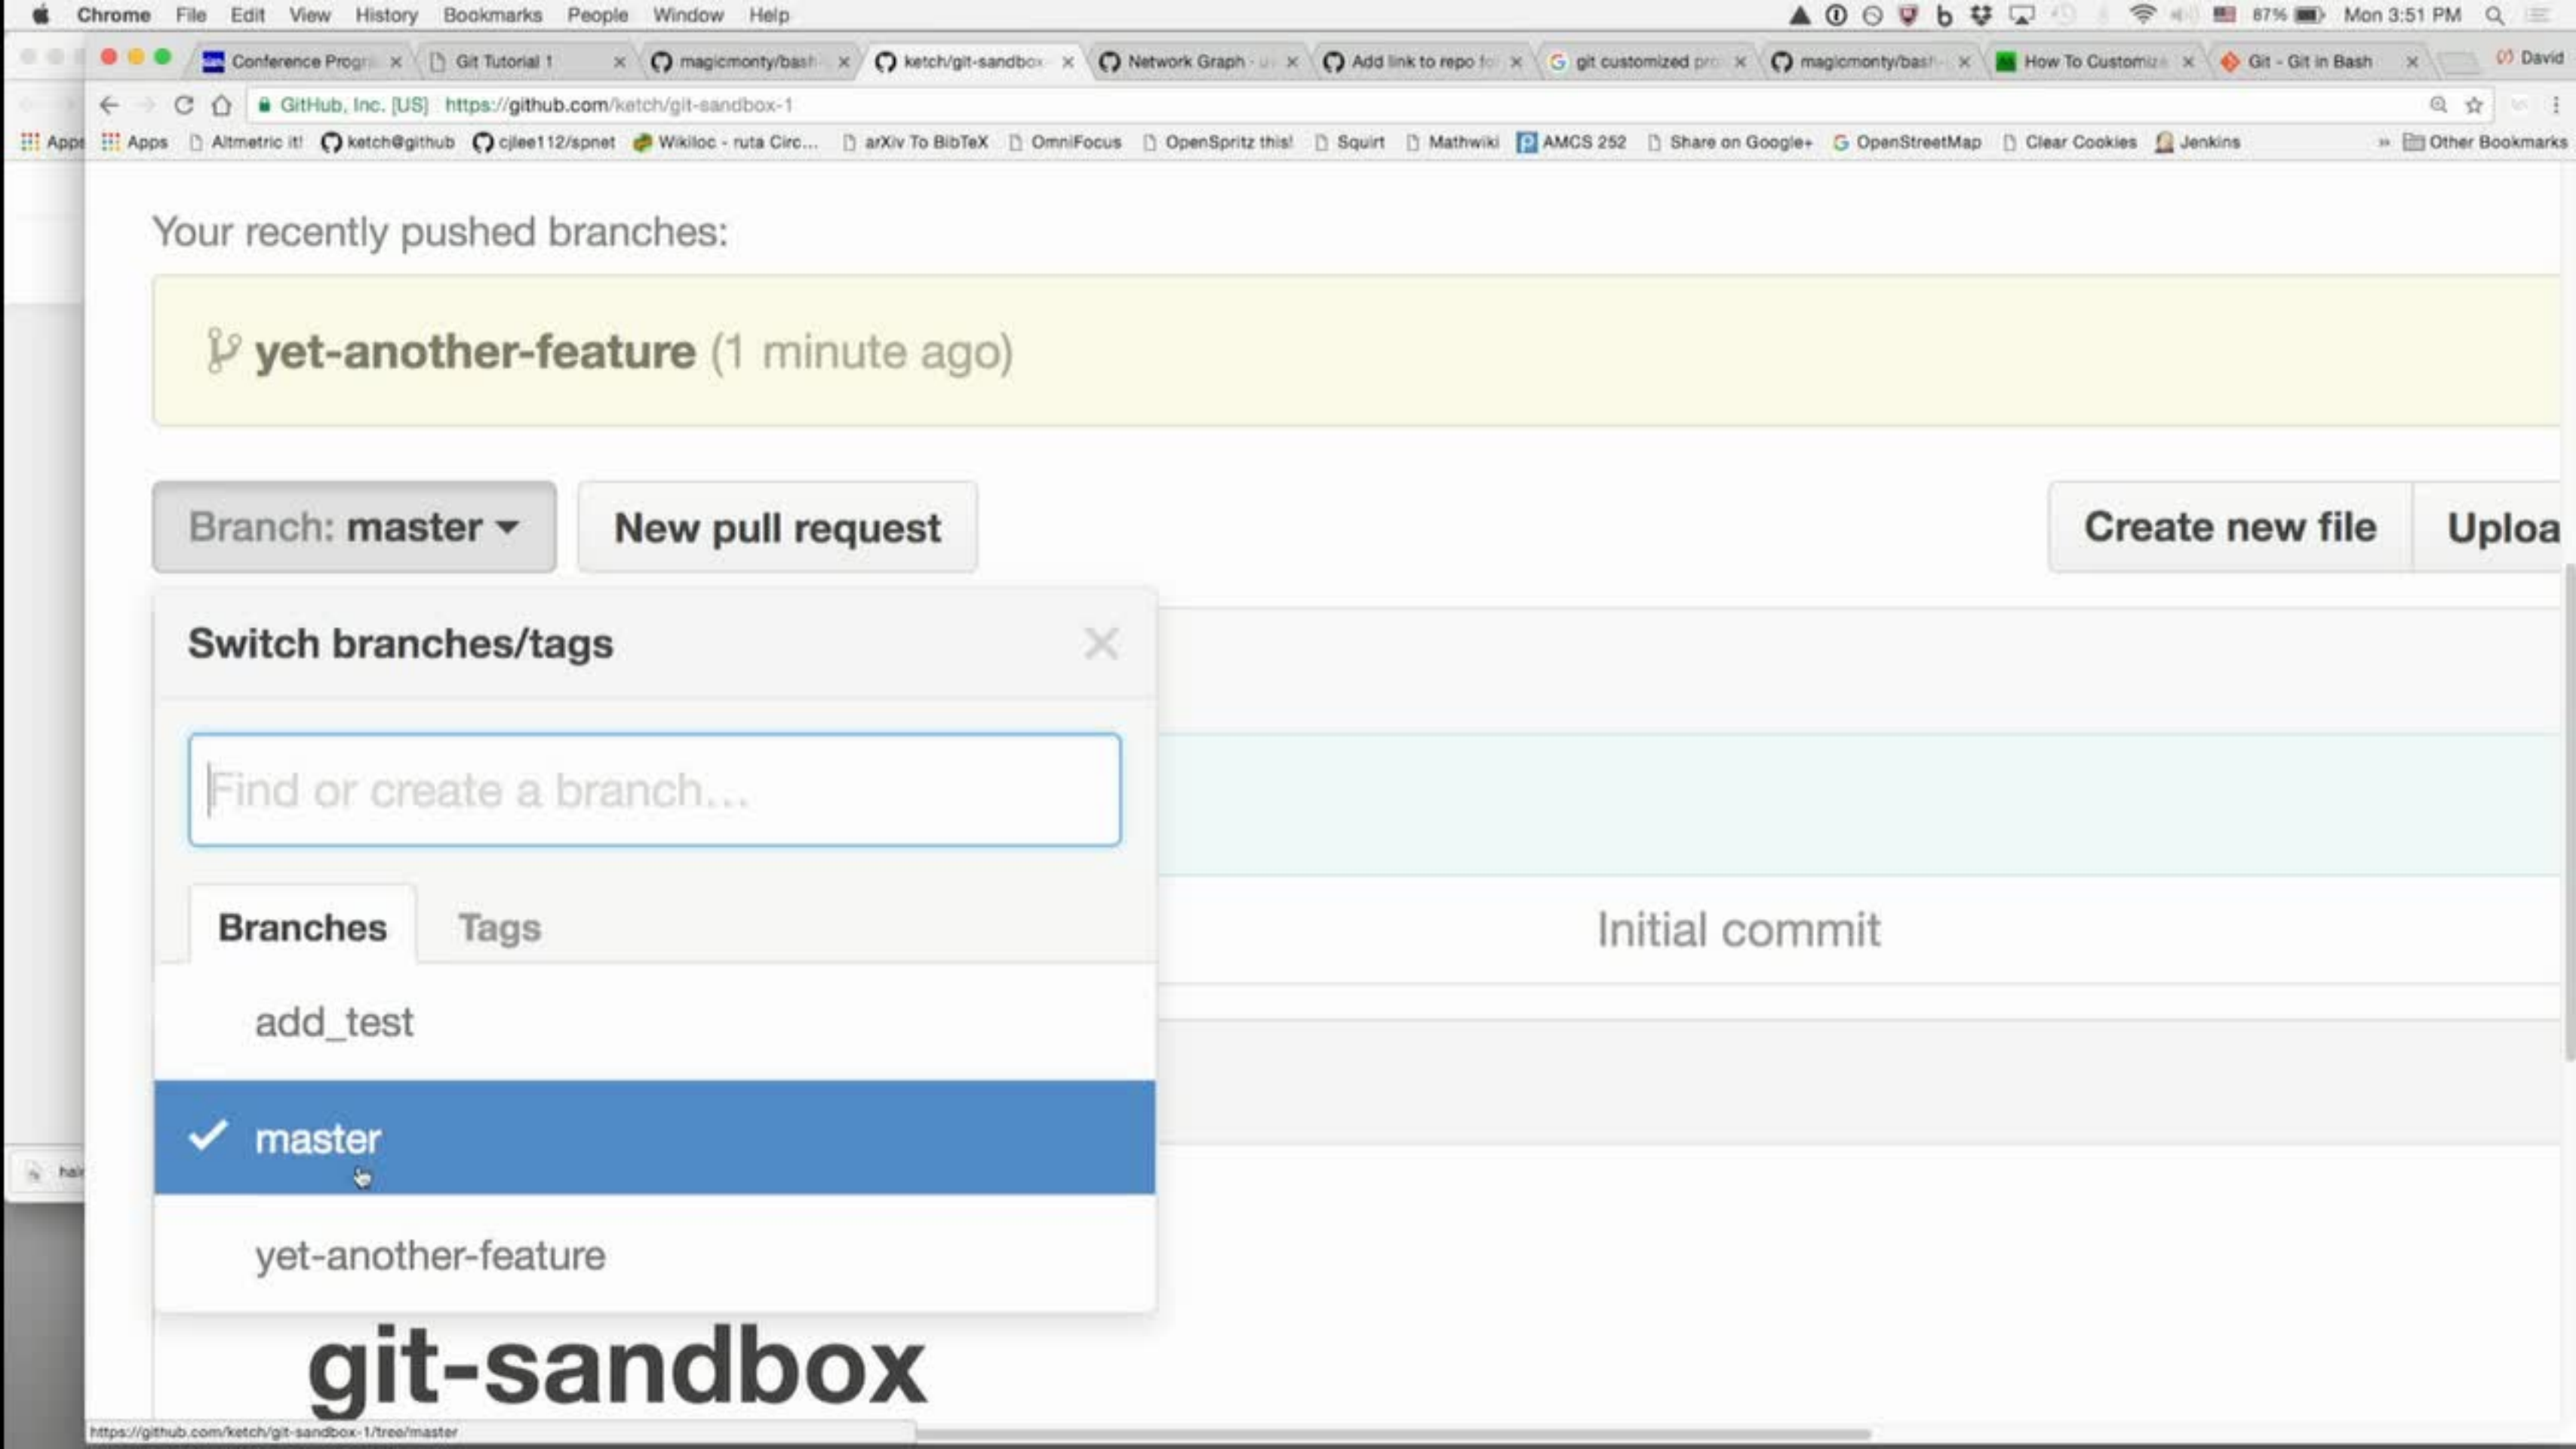 Chrome File Edit View History Bookmarks People Window Help 87% Mon 3:51 PM
Conference Progr Git Tutorial 1 magicmonty/bash ketch/git-sandbox Network Graph Add link to repo fo git customized pro magicmonty/bash How To Customiz Git - Git in Bash David
GitHub, Inc. [US] https://github.com/ketch/git-sandbox-1
Apps Apps Altmetric it! ketch@github cjlee112/spnet Wikiloc - ruta Circ... arXiv To BibTeX OmniFocus OpenSpritz this! Squirt Mathwiki AMCS 252 Share on Google+ OpenStreetMap Clear Cookies Jenkins » Other Bookmarks
Your recently pushed branches:
yet-another-feature (1 minute ago)
Branch: master New pull request Create new file Uploa
Switch branches/tags
Find or create a branch...
Branches Tags
Initial commit
add_test
master
hair
yet-another-feature
git-sandbox
https://github.com/ketch/git-sandbox-1/tree/master